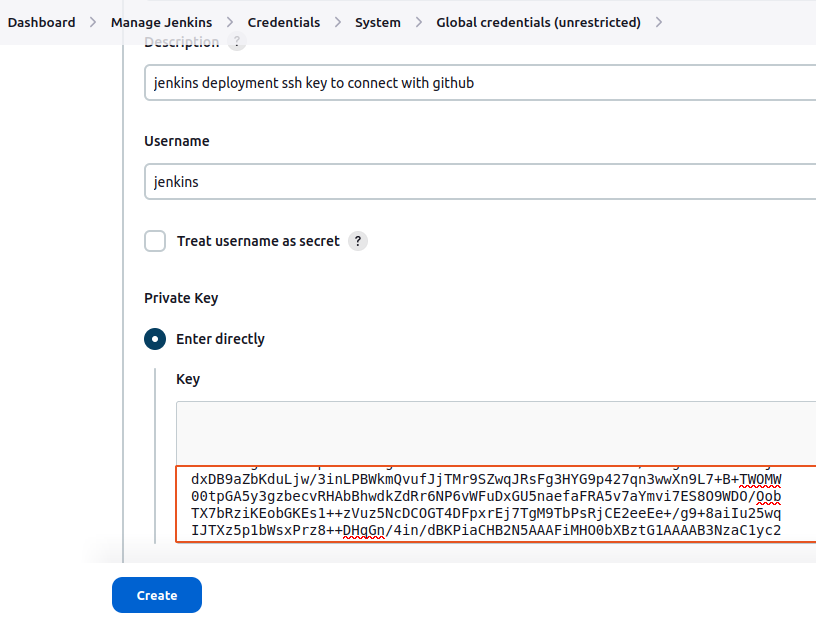 Dashboard > Manage Jenkins > Credentials > System > Global credentials (unrestricted) >
Description ?
jenkins deployment ssh key to connect with github
Username
jenkins
Treat username as secret ?
Private Key
Enter directly
Key
dxDB9aZbKduLjw/3inLPBWkmQvufJjTMr9SZwqJRsFg3HYG9p427qn3wwXn9L7+B+TWOMW
00tpGA5y3gzbecvRHAbBhwdkZdRr6NP6vWFuDxGU5naefaFRA5v7aYmvi7ES8O9WDO/Oob
TX7bRziKEobGKEs1++zVuz5NcDCOGT4DFpxrEj7TgM9TbPsRjCE2eeEe+/g9+8aiIu25wq
IJTXz5p1bWsxPrz8++DHqGn/4in/dBKPiaCHB2N5AAAFiMHO0bXBztG1AAAAB3NzaC1yc2
Create